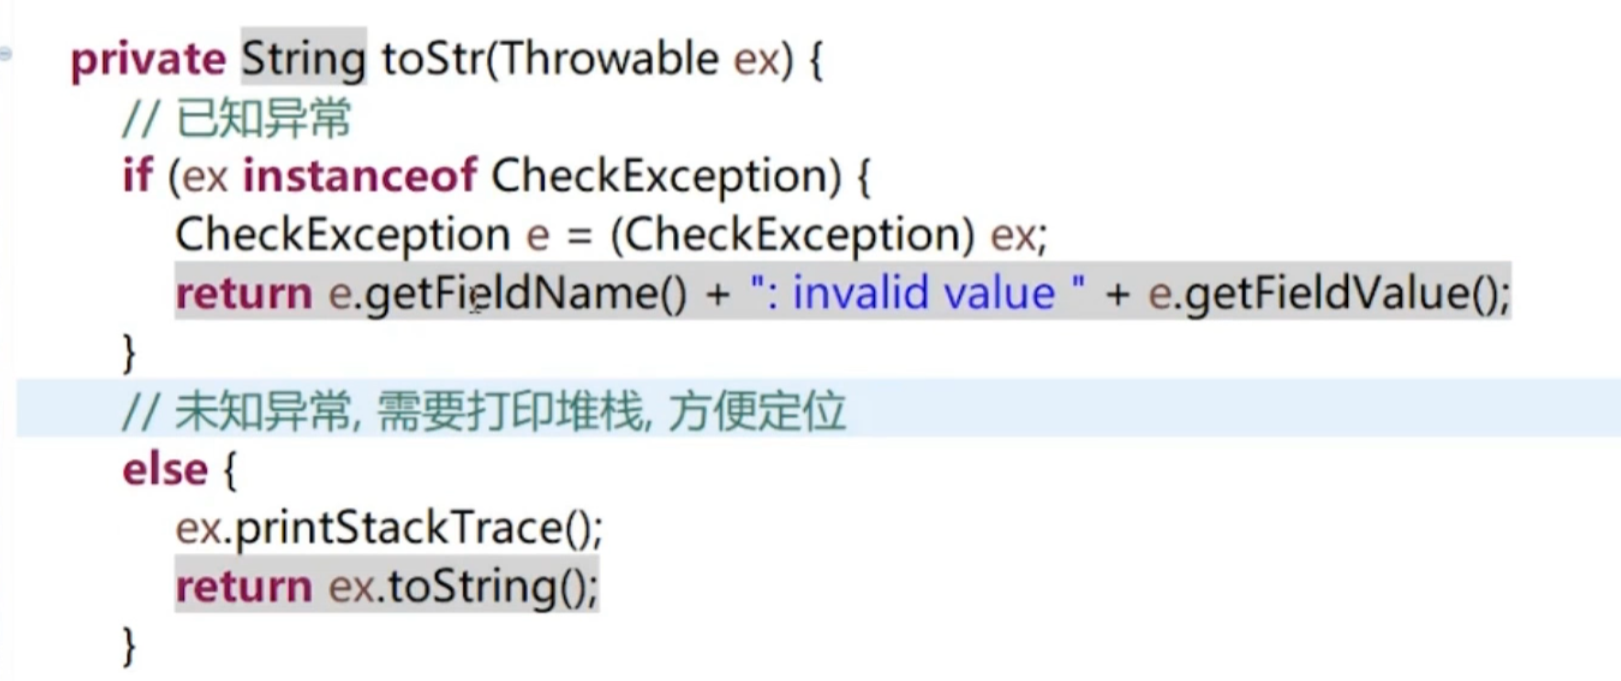 private String toStr(Throwable ex) {
// 已知异常
if (ex instanceof CheckException) {
CheckException e = (CheckException) ex;
return e.getFieldName() + ": invalid value " + e.getFieldValue();
}
// 未知异常, 需要打印堆栈, 方便定位
else {
ex.printStackTrace();
return ex.toString();
}